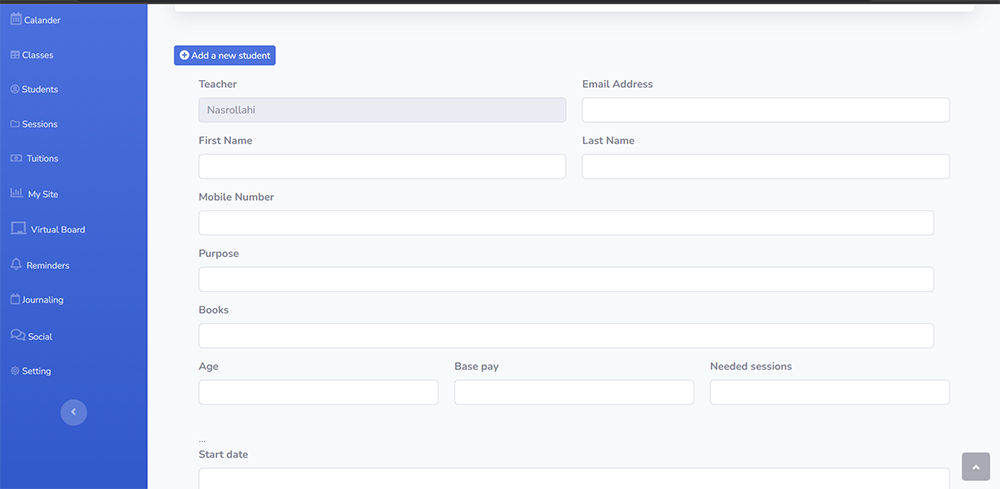 Calander
Classes
Students
Sessions
Tuitions
My Site
Virtual Board
Reminders
Journaling
Social
Setting
Add a new student
Teacher
Email Address
Nasrollahi
First Name
Last Name
Mobile Number
Purpose
Books
Age
Base pay
Needed sessions
...
Start date